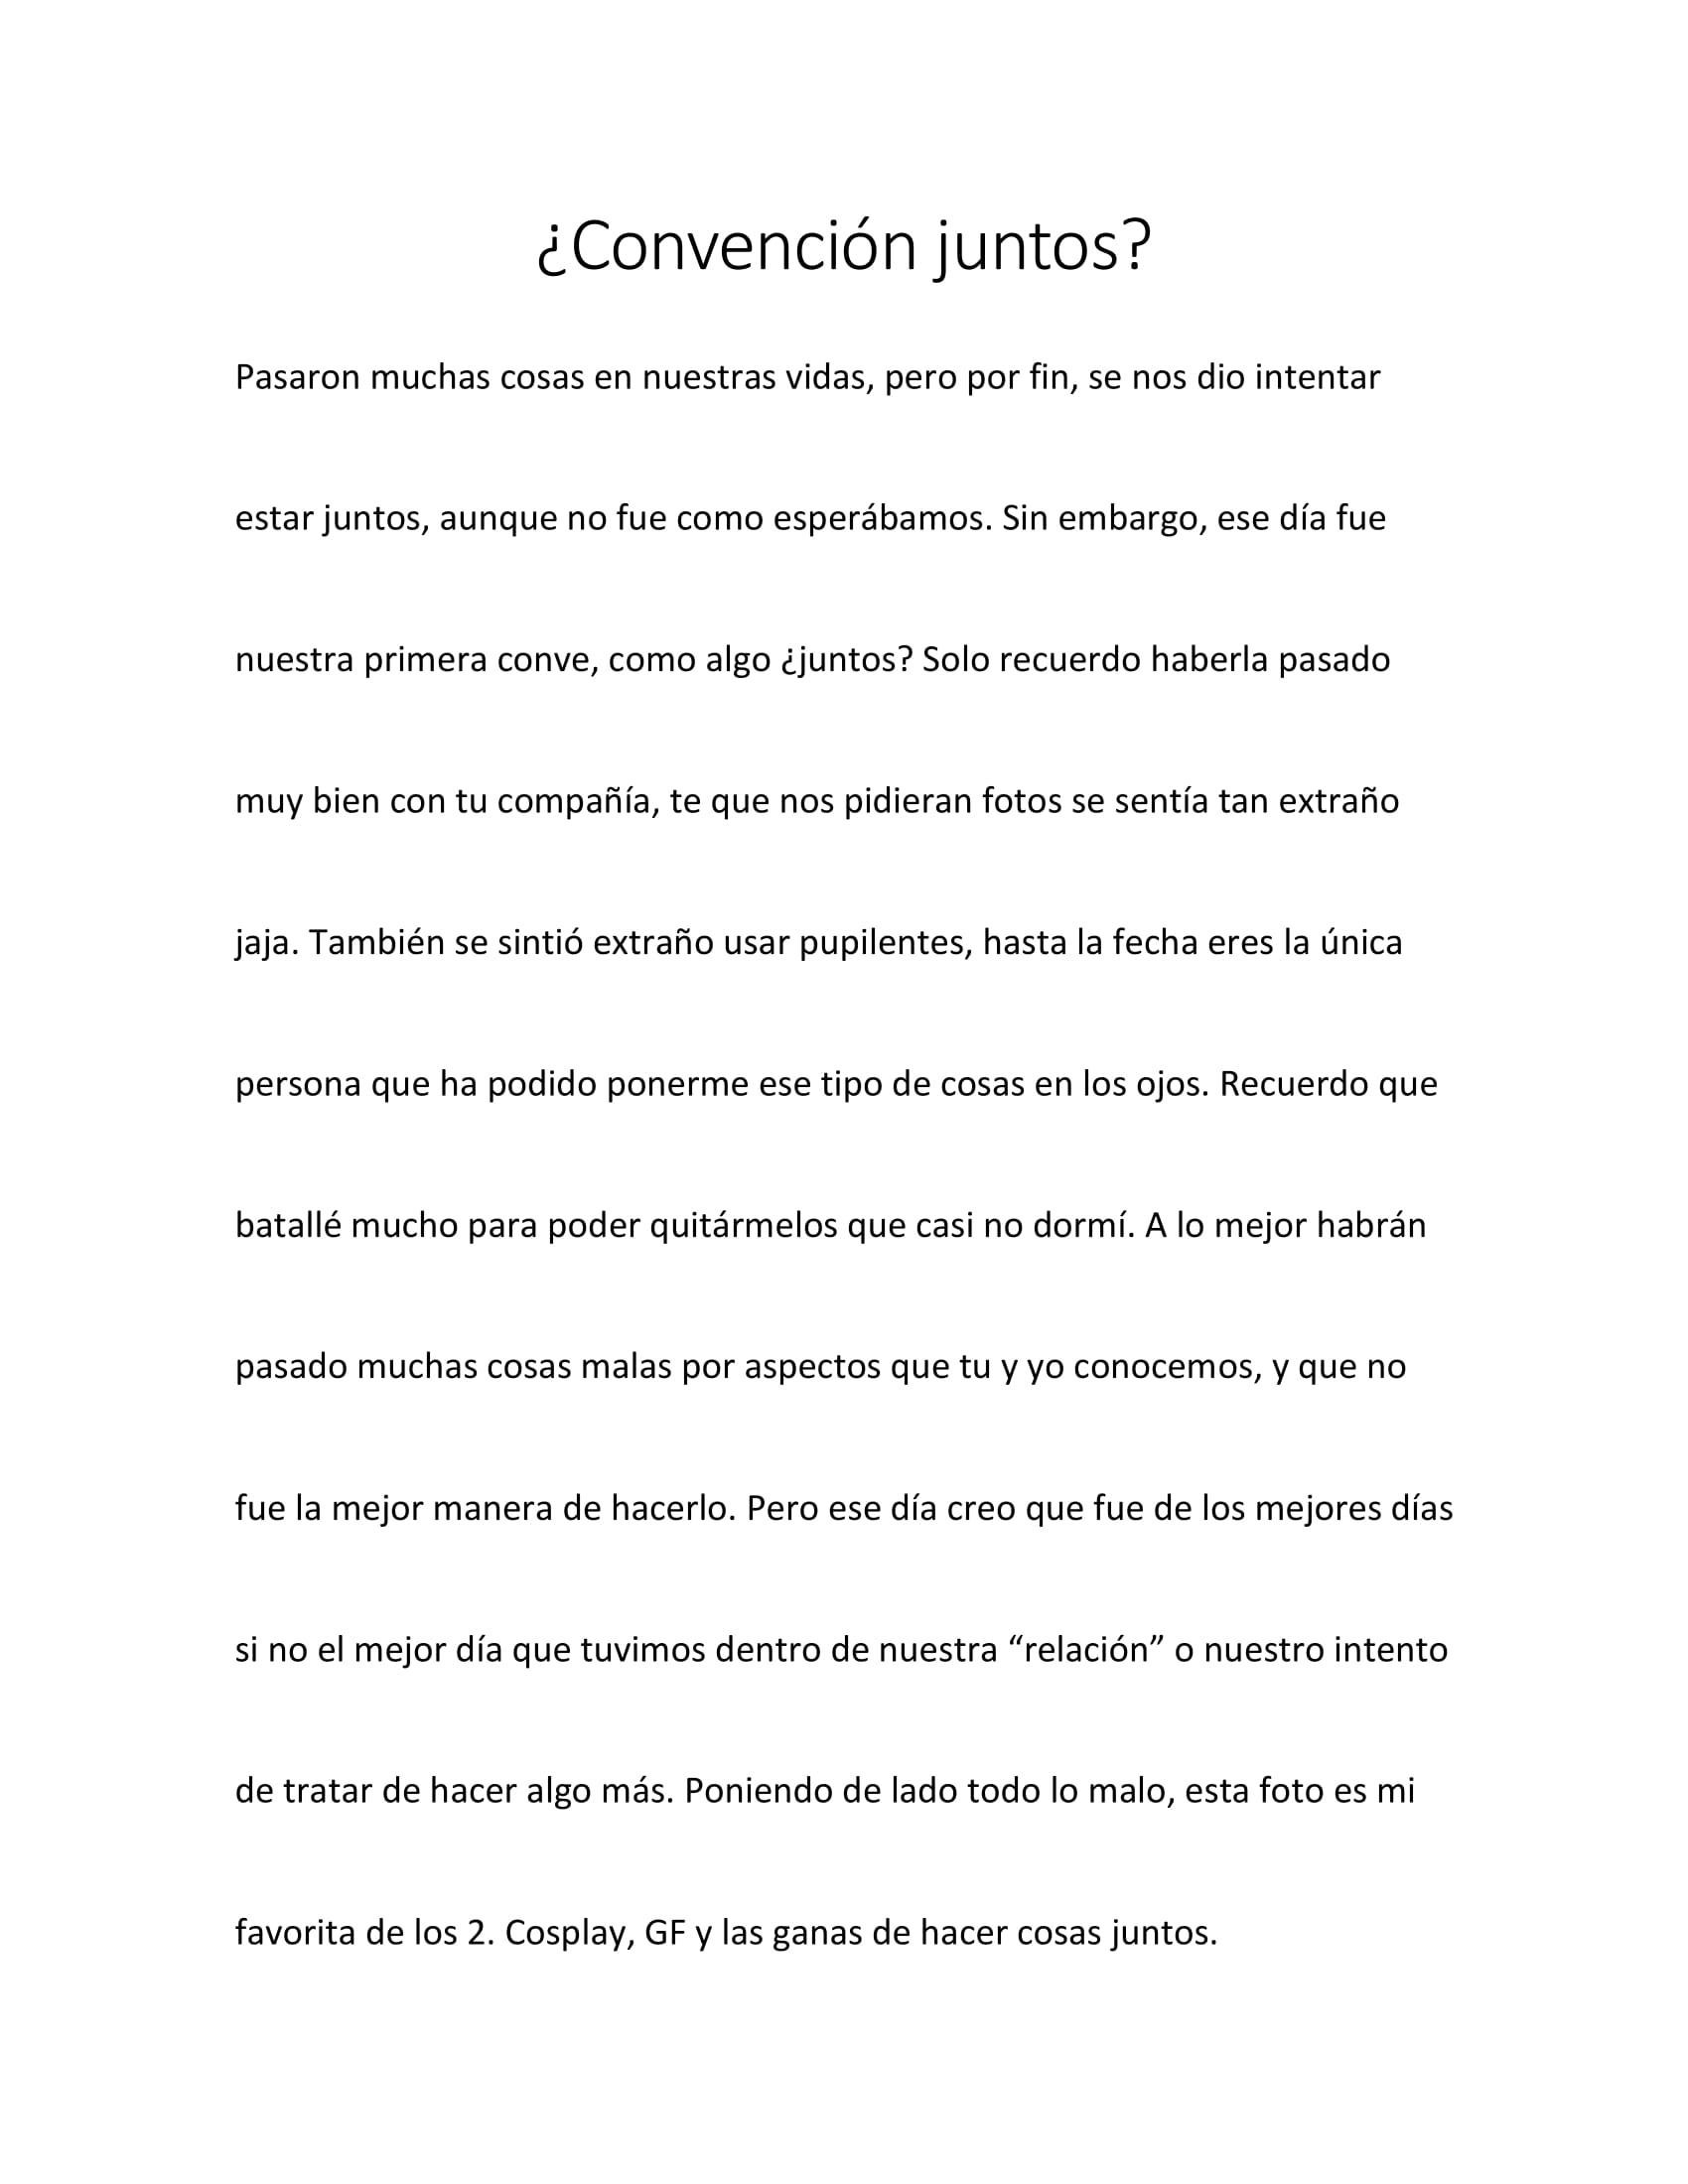 ¿Convención juntos?
Pasaron muchas cosas en nuestras vidas, pero por fin, se nos dio intentar
estar juntos, aunque no fue como esperábamos. Sin embargo, ese día fue
nuestra primera conve, como algo ¿juntos? Solo recuerdo haberla pasado
muy bien con tu compañía, te que nos pidieran fotos se sentía tan extraño
jaja. También se sintió extraño usar pupilentes, hasta la fecha eres la única
persona que ha podido ponerme ese tipo de cosas en los ojos. Recuerdo que
batallé mucho para poder quitármelos que casi no dormí. A lo mejor habrán
pasado muchas cosas malas por aspectos que tu y yo conocemos, y que no
fue la mejor manera de hacerlo. Pero ese día creo que fue de los mejores días
si no el mejor día que tuvimos dentro de nuestra “relación” o nuestro intento
de tratar de hacer algo más. Poniendo de lado todo lo malo, esta foto es mi
favorita de los 2. Cosplay, GF y las ganas de hacer cosas juntos.